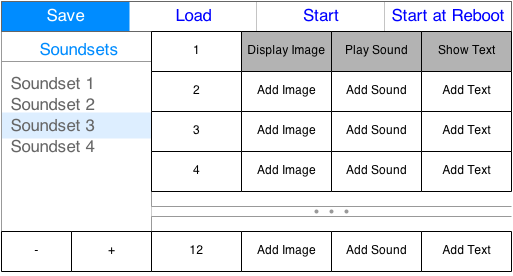 Save Load Start Start at Reboot
Soundsets
Soundset 1
Soundset 2
Soundset 3
Soundset 4
1 Display Image Play Sound Show Text
2 Add Image Add Sound Add Text
3 Add Image Add Sound Add Text
4 Add Image Add Sound Add Text
• • •
- + 12 Add Image Add Sound Add Text